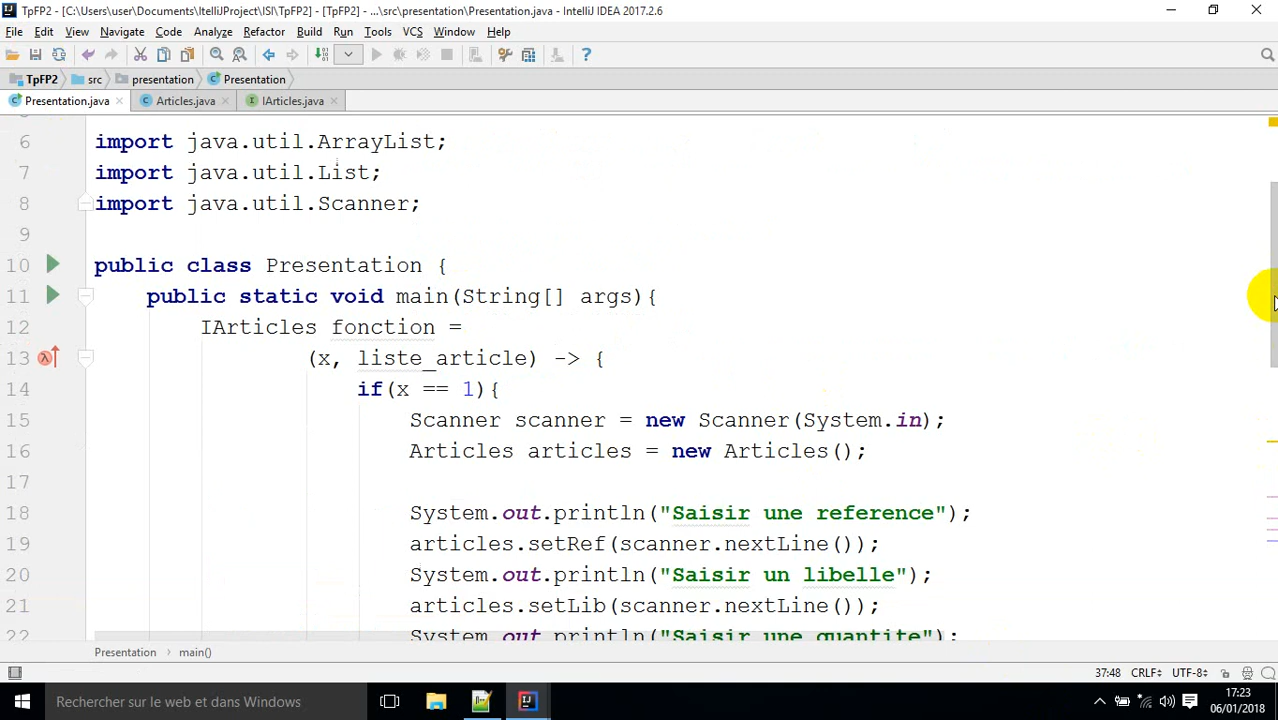 TpFP2 - [C:\Users\user\Documents\ItelliJProject\ISI\TpFP2] - [TpFP2] - ...\src\presentation\Presentation.java - IntelliJ IDEA 2017.2.6
File Edit View Navigate Code Analyze Refactor Build Run Tools VCS Window Help
TpFP2 src presentation Presentation
Presentation.java Articles.java IArticles.java
6 import java.util.ArrayList;
7 import java.util.List;
8 import java.util.Scanner;
9
10 public class Presentation {
11 public static void main(String[] args){
12 IArticles fonction =
13 (x, liste_article) -> {
14 if(x == 1){
15 Scanner scanner = new Scanner(System.in);
16 Articles articles = new Articles();
17
18 System.out.println("Saisir une reference");
19 articles.setRef(scanner.nextLine());
20 System.out.println("Saisir un libelle");
21 articles.setLib(scanner.nextLine());
22 System.out.println("Saisir une quantite");
Presentation main()
37:48 CRLF UTF-8
Rechercher sur le web et dans Windows
17:23
06/01/2018